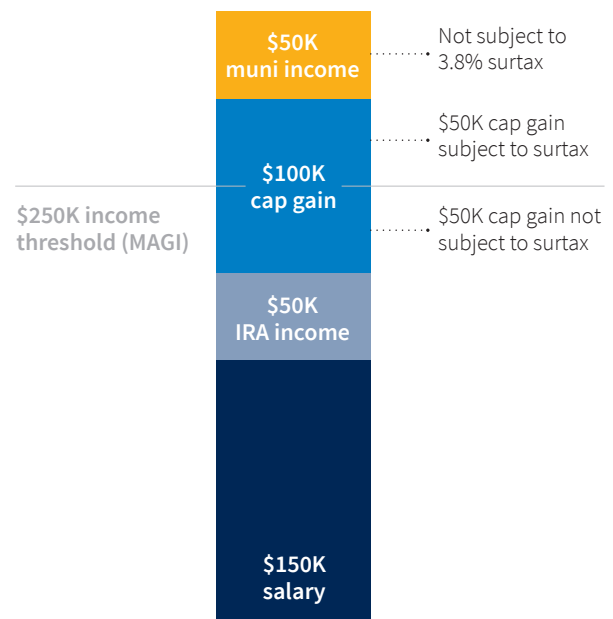 $50K
muni income
Not subject to
3.8% surtax
$50K cap gain
subject to surtax
$100K
cap gain
$250K income
threshold (MAGI)
$50K cap gain not
subject to surtax
$50K
IRA income
$150K
salary